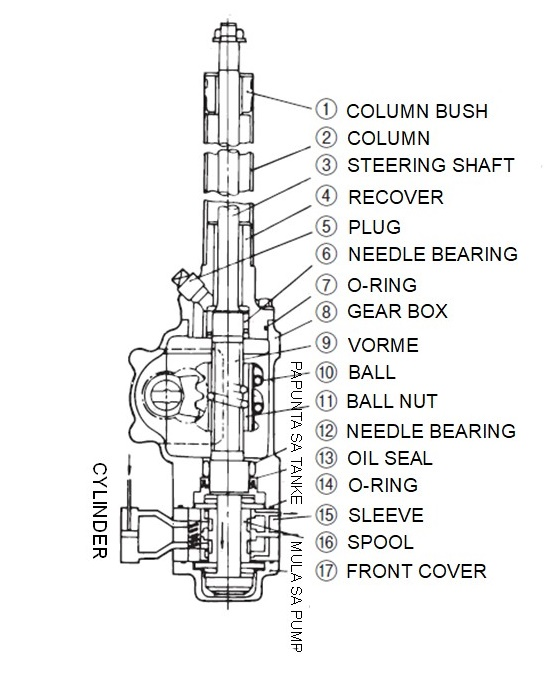 ① COLUMN BUSH
② COLUMN
③ STEERING SHAFT
④ RECOVER
⑤ PLUG
⑥ NEEDLE BEARING
⑦ O-RING
⑧ GEAR BOX
⑨ VORME
⑩ BALL
⑪ BALL NUT
⑫ NEEDLE BEARING
⑬ OIL SEAL
⑭ O-RING
⑮ SLEEVE
⑯ SPOOL
⑰ FRONT COVER
PAPUNTA SA TANKE
MULA SA PUMP
CYLINDER